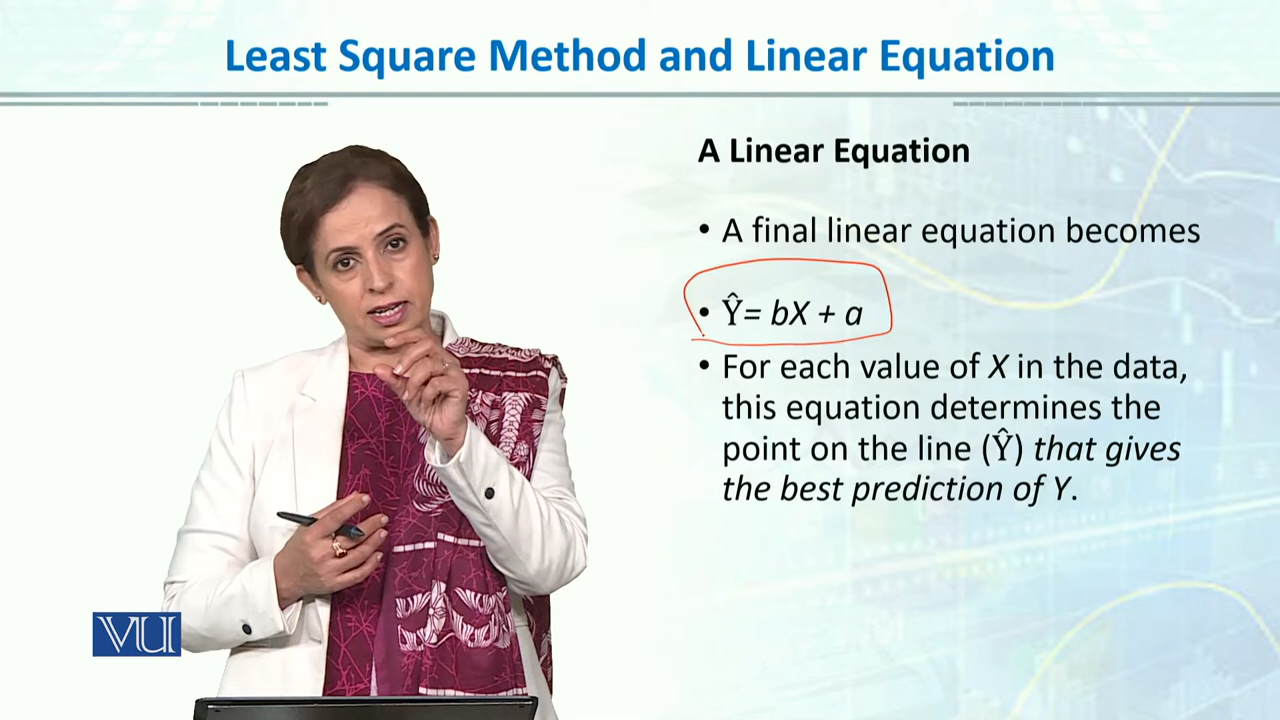 Least Square Method and Linear Equation
A Linear Equation
• A final linear equation becomes
• Ŷ= bX + a
• For each value of X in the data,
this equation determines the
point on the line (Ŷ) that gives
the best prediction of Y.
VU